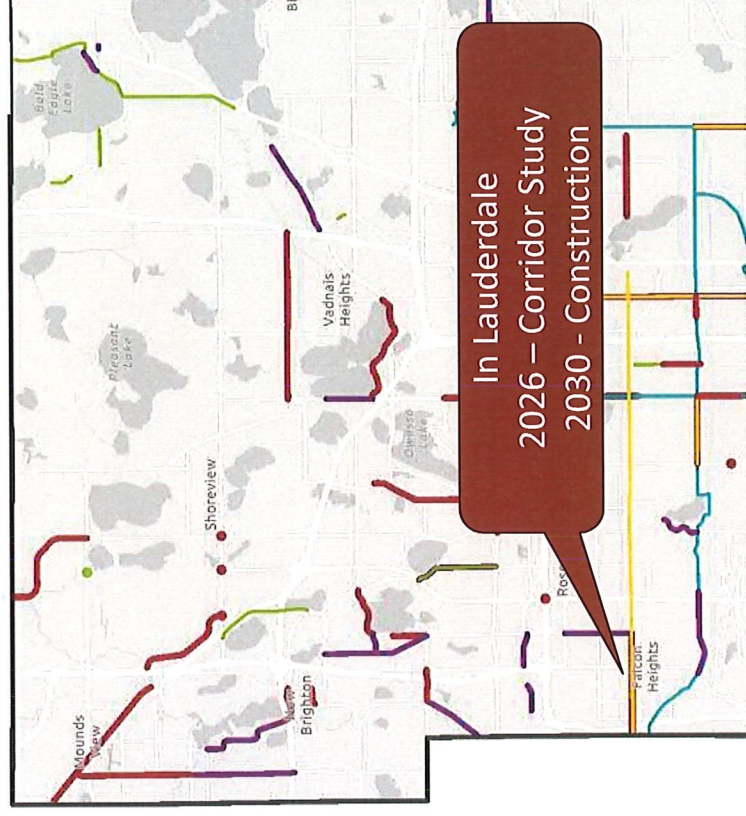 In Lauderdale
2026 – Corridor Study
2030 - Construction
Bald
Eagle
Lake
Pleasant
Lake
Vadnais
Heights
Owasso
Lake
Shoreview
Mounds
View
New
Brighton
Falcon
Heights